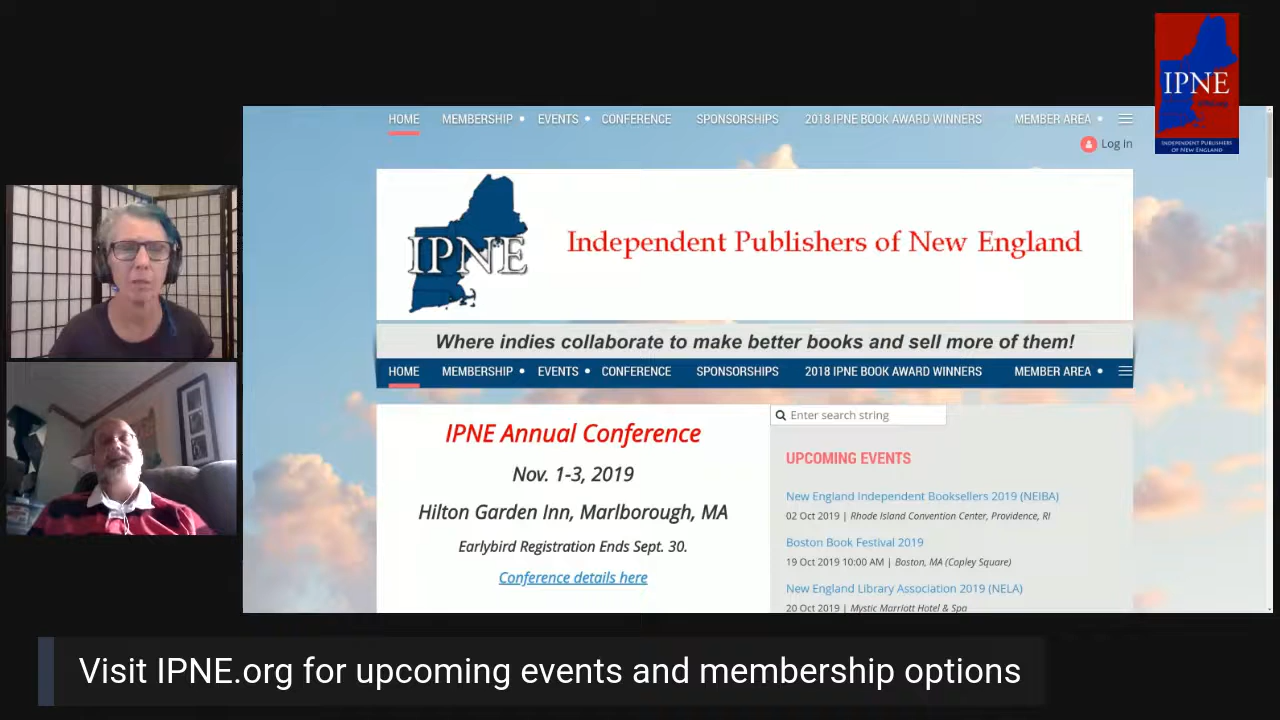 IPNE
INDEPENDENT PUBLISHERS
OF NEW ENGLAND
HOME MEMBERSHIP EVENTS CONFERENCE SPONSORSHIPS 2018 IPNE BOOK AWARD WINNERS MEMBER AREA
Log In
IPNE
Independent Publishers of New England
Where indies collaborate to make better books and sell more of them!
HOME MEMBERSHIP EVENTS CONFERENCE SPONSORSHIPS 2018 IPNE BOOK AWARD WINNERS MEMBER AREA
IPNE Annual Conference
Nov. 1-3, 2019
Hilton Garden Inn, Marlborough, MA
Earlybird Registration Ends Sept. 30.
Conference details here
Enter search string
UPCOMING EVENTS
New England Independent Booksellers 2019 (NEIBA)
02 Oct 2019 | Rhode Island Convention Center, Providence, RI
Boston Book Festival 2019
19 Oct 2019 10:00 AM | Boston, MA (Copley Square)
New England Library Association 2019 (NELA)
20 Oct 2019 | Mystic Marriott Hotel & Spa
Visit IPNE.org for upcoming events and membership options